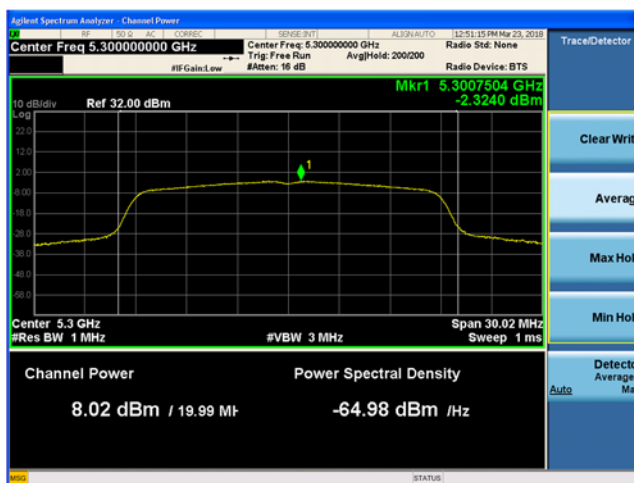 Agilent Spectrum Analyzer - Channel Power
RF 50 Ω AC CORREC SENSE:INT ALIGN AUTO 12:51:15 PM Mar 23, 2018
Center Freq 5.300000000 GHz
Center Freq: 5.300000000 GHz
Radio Std: None
Trig: Free Run Avg|Hold: 200/200
#IFGain:Low
#Atten: 16 dB
Radio Device: BTS
Trace/Detector
Mkr1 5.3007504 GHz
-2.3240 dBm
10 dB/div Ref 32.00 dBm
Log
22.0
12.0
2.00
-8.00
-18.0
-28.0
-38.0
-48.0
-58.0
1
Center 5.3 GHz
Span 30.02 MHz
#Res BW 1 MHz
#VBW 3 MHz
Sweep 1 ms
Clear Writ
Averag
Max Hol
Min Hol
Detecto
Average
Auto Ma
Channel Power
Power Spectral Density
8.02 dBm / 19.99 MH
-64.98 dBm /Hz
MSG
STATUS